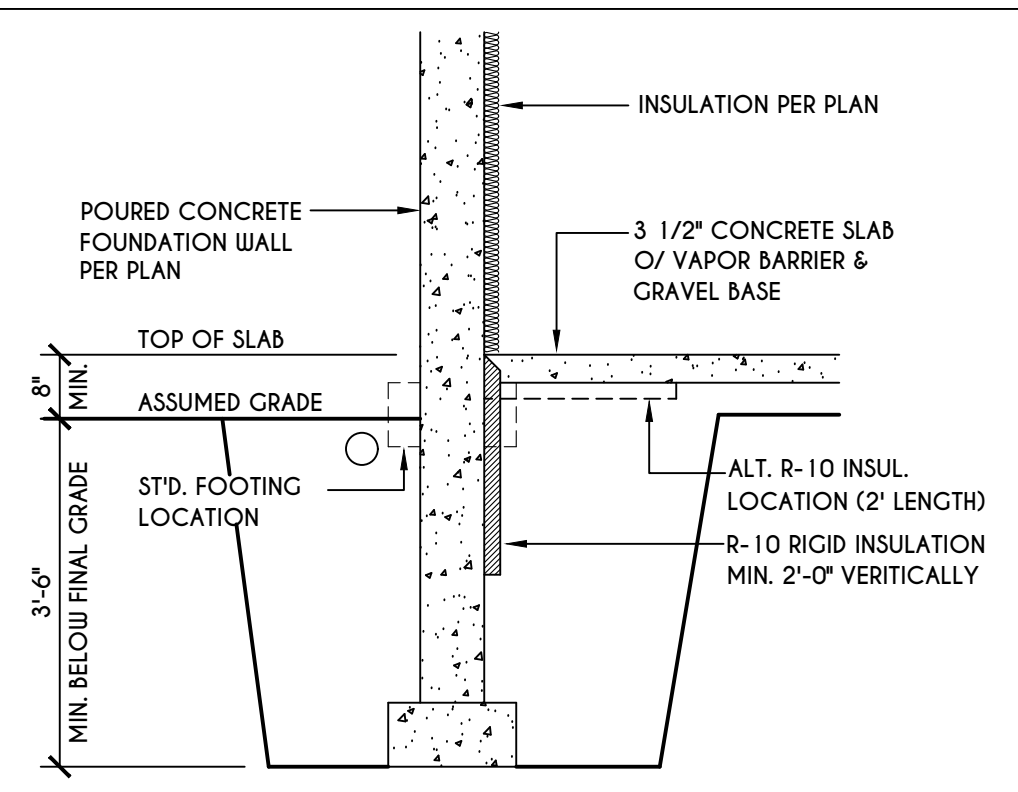 INSULATION PER PLAN
POURED CONCRETE
FOUNDATION WALL
PER PLAN
3 1/2" CONCRETE SLAB
O/ VAPOR BARRIER &
GRAVEL BASE
TOP OF SLAB
8"
MIN.
ASSUMED GRADE
ST'D. FOOTING
LOCATION
ALT. R-10 INSUL.
LOCATION (2' LENGTH)
R-10 RIGID INSULATION
MIN. 2'-0" VERITICALLY
3'-6"
MIN. BELOW FINAL GRADE